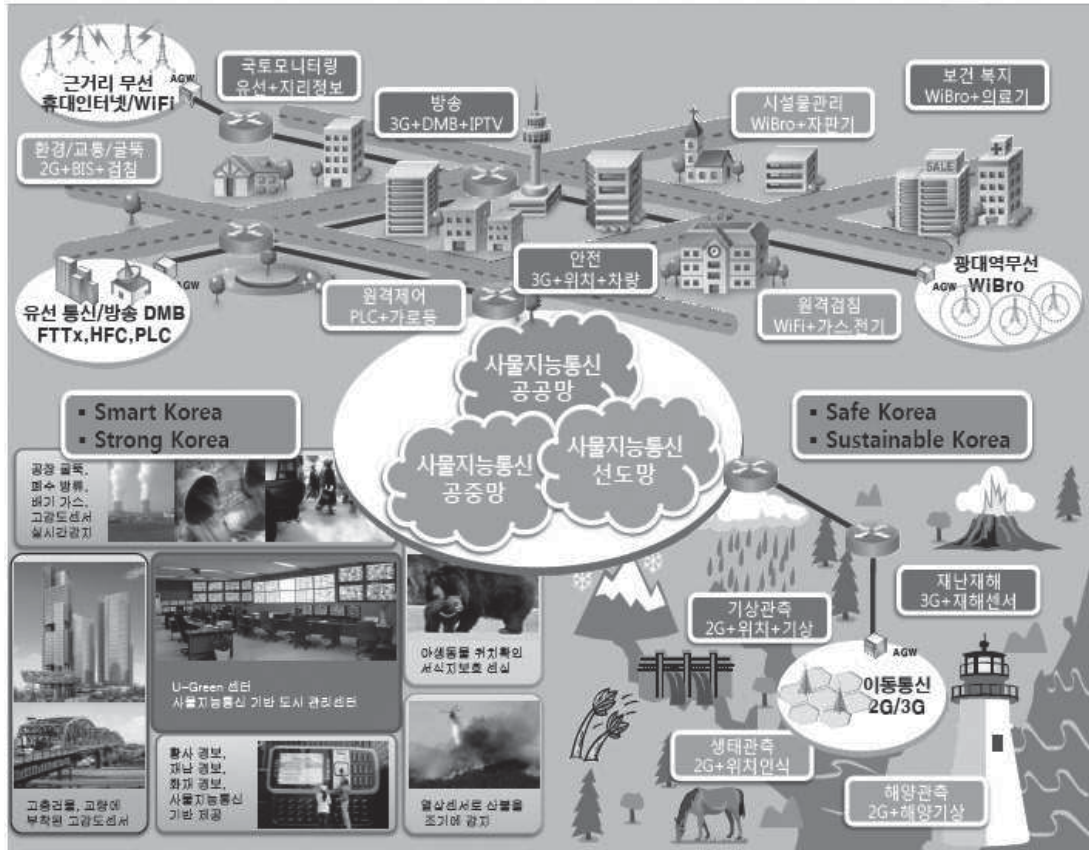 AGW
근거리 무선
휴대인터넷/WiFi
국토모니터링
유선+지리정보
방송
3G+DMB+IPTV
시설물관리
WiBro+자판기
보건 복지
WiBro+의료기
환경/교통/굴뚝
2G+BIS+검침
SALE
AGW
유선 통신/방송 DMB
FTTx,HFC,PLC
원격제어
PLC+가로등
안전
3G+위치+차량
원격검침
WiFi+가스,전기
AGW
광대역무선
WiBro
사물지능통신
공공망
사물지능통신
공중망
사물지능통신
선도망
▪ Smart Korea
▪ Strong Korea
▪ Safe Korea
▪ Sustainable Korea
공장 굴뚝,
폐수 방류,
배기 가스,
고감도센서
실시간감지
U-Green 센터
사물지능통신 기반 도시 관리센터
야생동물 위치확인
서식지보호 센싱
고층건물, 교량에
부착된 고감도센서
황사 경보,
재난 경보,
화재 경보,
사물지능통신
기반 제공
열상센서로 산불을
조기에 감지
기상관측
2G+위치+기상
재난재해
3G+재해센서
AGW
이동통신
2G/3G
생태관측
2G+위치인식
해양관측
2G+해양기상